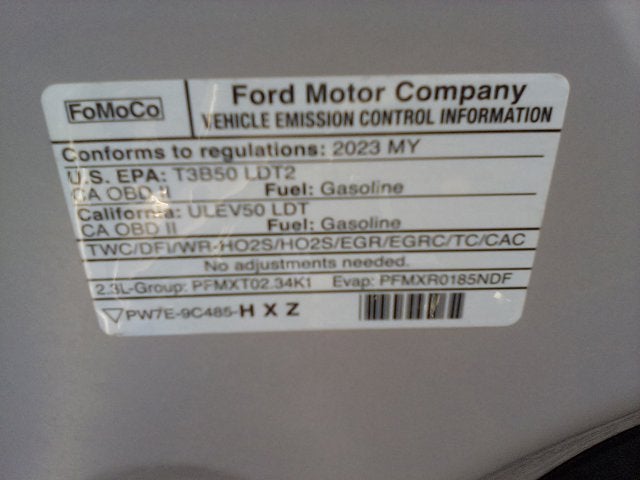 FoMoCo
Ford Motor Company
VEHICLE EMISSION CONTROL INFORMATION
Conforms to regulations: 2023 MY
U.S. EPA: T3B50 LDT2
CA OBD II Fuel: Gasoline
California: ULEV50 LDT
CA OBD II Fuel: Gasoline
TWC/DFI/WR-HO2S/HO2S/EGR/EGRC/TC/CAC
No adjustments needed.
2.3L-Group: PFMXT02.34K1 Evap: PFMXR0185NDF
PW7E-9C485-H X Z